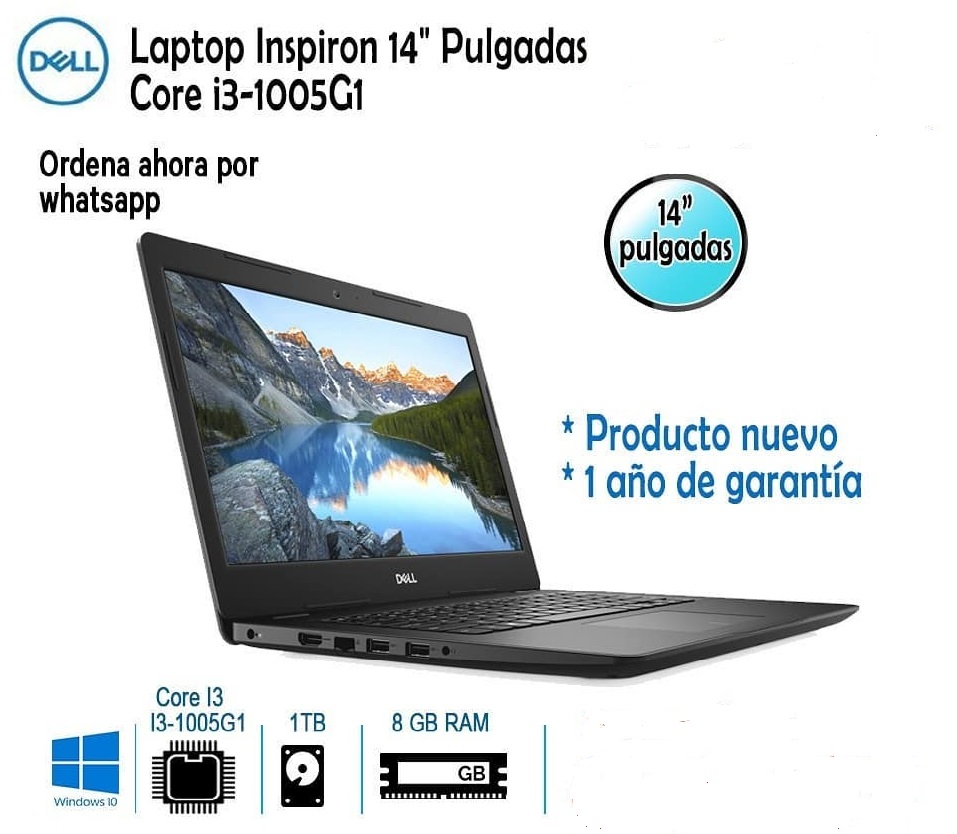 DELL
Laptop Inspiron 14" Pulgadas
Core i3-1005G1
Ordena ahora por
whatsapp
14”
pulgadas
* Producto nuevo
* 1 año de garantía
DELL
Core I3
I3-1005G1
1TB
8 GB RAM
GB
Windows 10